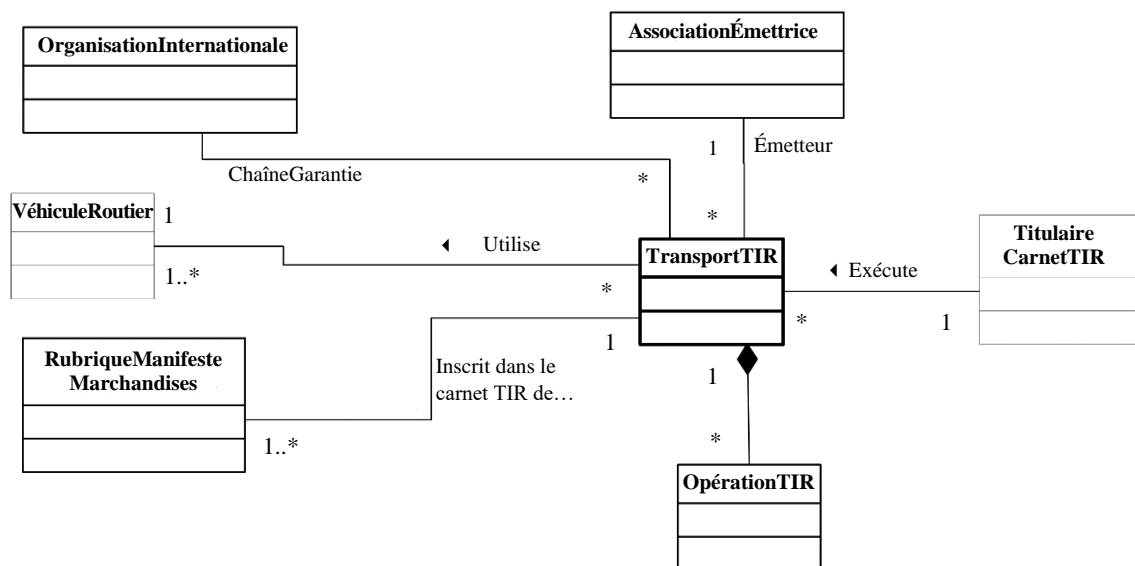 OrganisationInternationale
AssociationÉmettrice
ChaîneGarantie
*
1
Émetteur
*
VéhiculeRoutier
1
1..*
Utilise
*
TransportTIR
Exécute
*
1
Titulaire
CarnetTIR
RubriqueManifeste
Marchandises
1..*
Inscrit dans le
carnet TIR de…
1
1
*
OpérationTIR